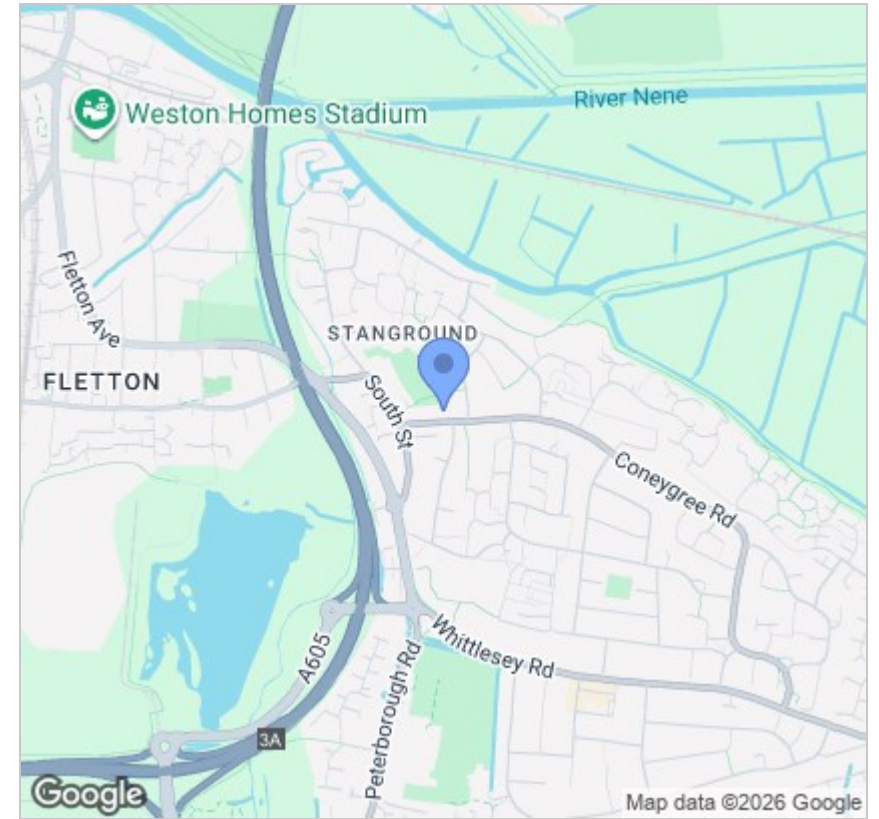 River Nene
Weston Homes Stadium
Fletton Ave
STANGROUND
FLETTON
South St
Coneygree Rd
Whittlesey Rd
A605
Peterborough Rd
3A
Google
Map data ©2026 Google